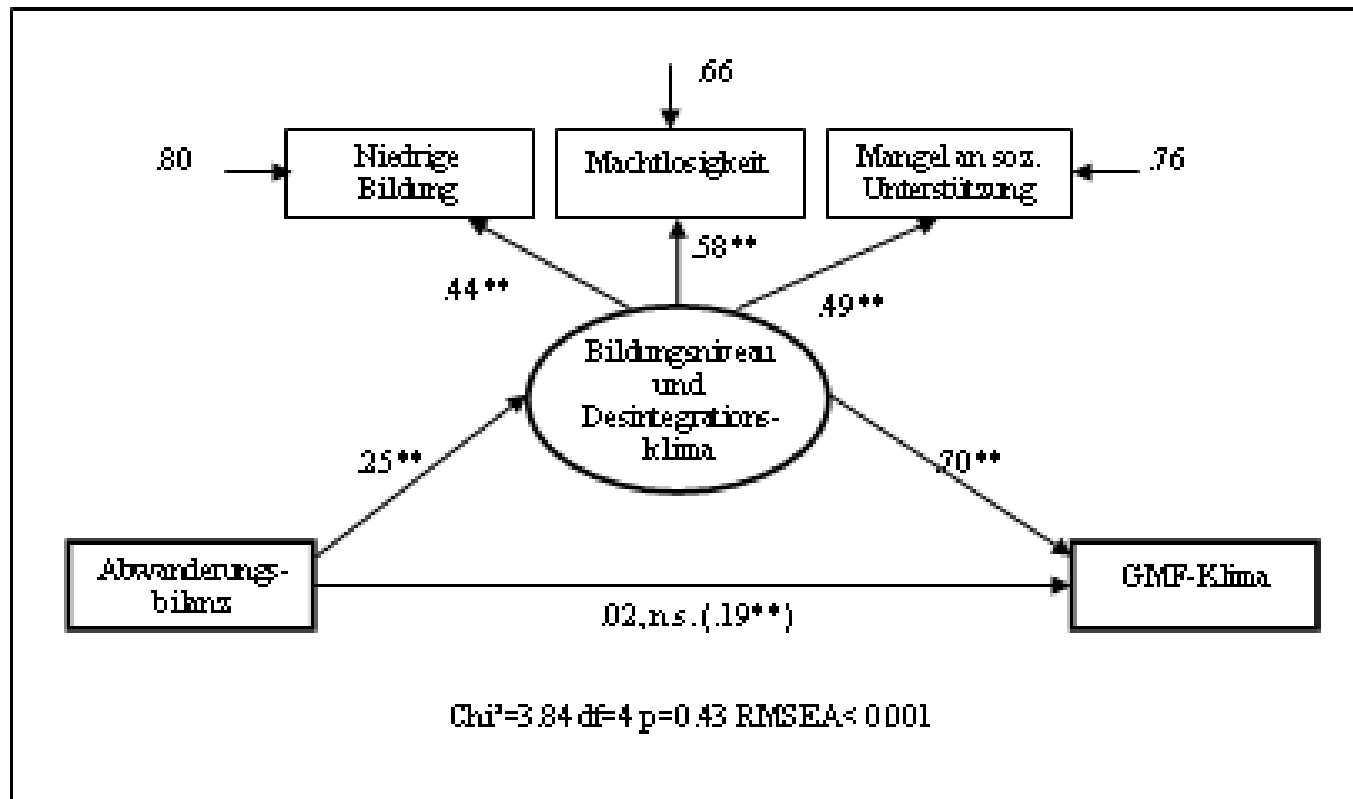 .66
.80
Niedrige
Bildung
Machtlosigkeit
Mangel an soz.
Unterstützung
.76
.44**
.58**
.49**
Bildungsniveau
und
Desintegrations-
klima
.25**
.70**
Abwanderungs-
bilanz
GMF-Klima
.02, n.s. (.19**)
Chi²=3.84 df=4 p=0.43 RMSEA< 0.001